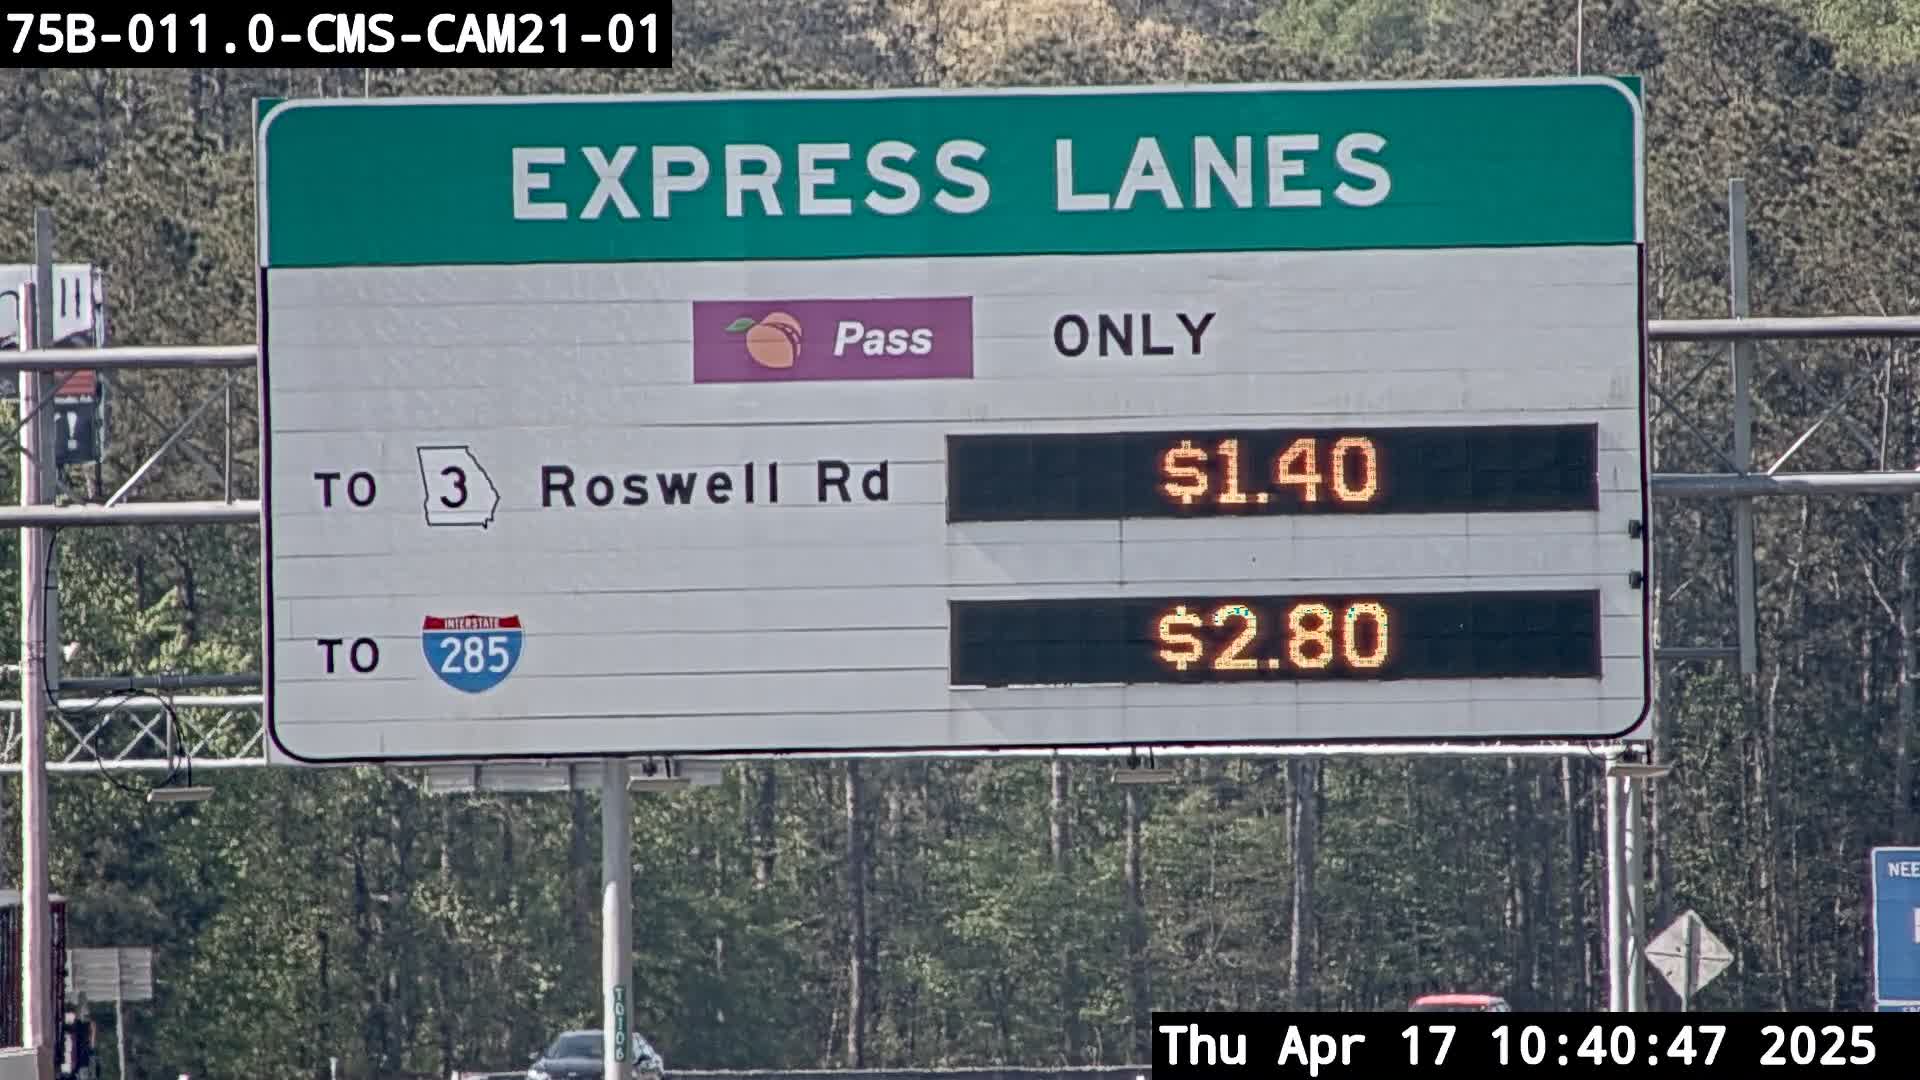 75B-011.0-CMS-CAM21-01
EXPRESS LANES
Pass ONLY
TO 3 Roswell Rd $1.40
INTERSTATE
TO 285 $2.80
TD106
Thu Apr 17 10:40:47 2025